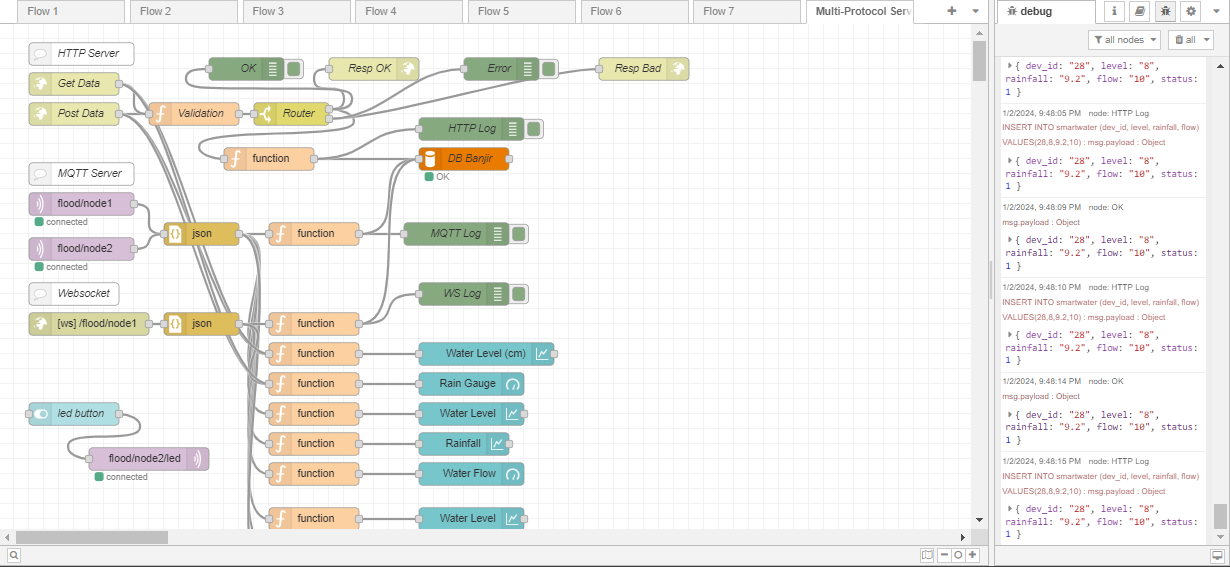 Flow 1
Flow 2
Flow 3
Flow 4
Flow 5
Flow 6
Flow 7
Multi-Protocol Serv
debug
all nodes
all
HTTP Server
Get Data
Post Data
Validation
Router
OK
Resp OK
Error
Resp Bad
HTTP Log
function
DB Banjir
OK
MQTT Server
flood/node1
connected
flood/node2
connected
json
function
MQTT Log
Websocket
[ws] /flood/node1
json
function
WS Log
function
Water Level (cm)
function
Rain Gauge
led button
function
Water Level
function
Rainfall
flood/node2/led
connected
function
Water Flow
function
Water Level
{ dev_id: "28", level: "8",
rainfall: "9.2", flow: "10", status:
1 }
1/2/2024, 9:48:05 PM node: HTTP Log
INSERT INTO smartwater (dev_id, level, rainfall, flow)
VALUES(28,8,9.2,10) : msg.payload : Object
{ dev_id: "28", level: "8",
rainfall: "9.2", flow: "10", status:
1 }
1/2/2024, 9:48:09 PM node: OK
msg.payload : Object
{ dev_id: "28", level: "8",
rainfall: "9.2", flow: "10", status:
1 }
1/2/2024, 9:48:10 PM node: HTTP Log
INSERT INTO smartwater (dev_id, level, rainfall, flow)
VALUES(28,8,9.2,10) : msg.payload : Object
{ dev_id: "28", level: "8",
rainfall: "9.2", flow: "10", status:
1 }
1/2/2024, 9:48:14 PM node: OK
msg.payload : Object
{ dev_id: "28", level: "8",
rainfall: "9.2", flow: "10", status:
1 }
1/2/2024, 9:48:15 PM node: HTTP Log
INSERT INTO smartwater (dev_id, level, rainfall, flow)
VALUES(28,8,9.2,10) : msg.payload : Object
{ dev_id: "28", level: "8",
rainfall: "9.2", flow: "10", status:
1 }